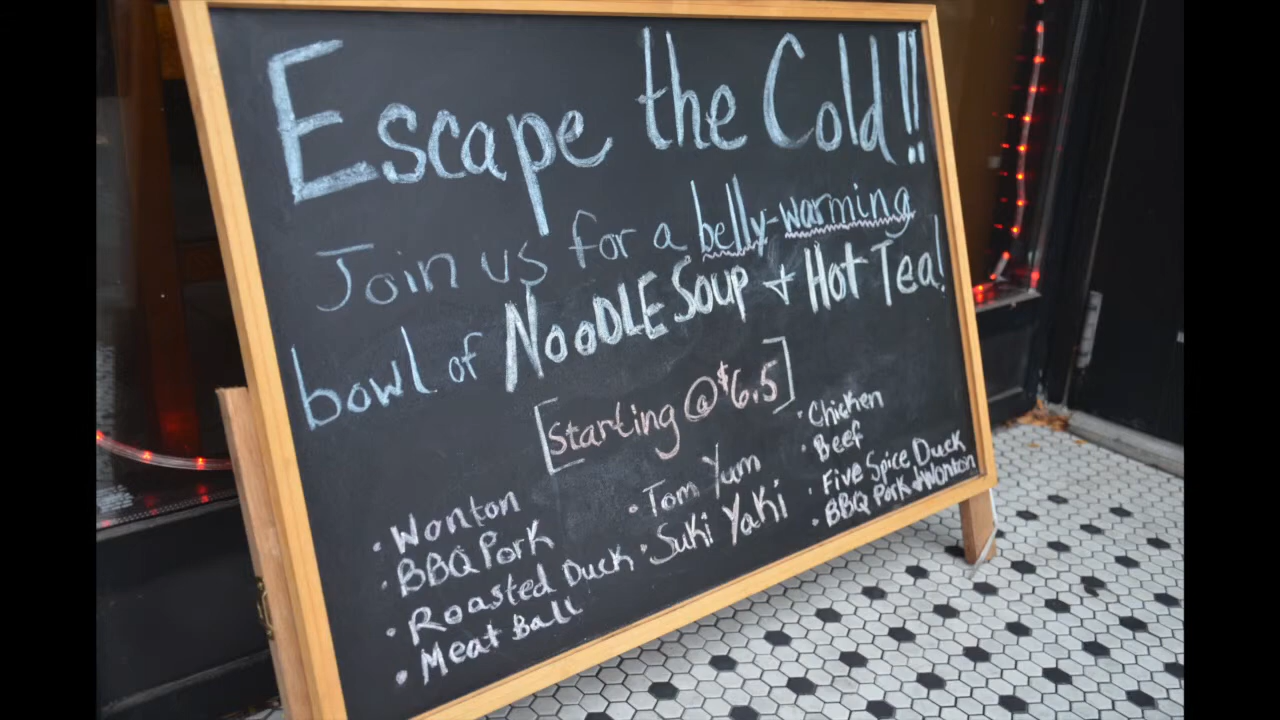 Escape the Cold!!
Join us for a belly-warming
bowl of NOODLE SOUP + HOT TEA!
[Starting @ $6.5]
• Wonton
• BBQ Pork
• Roasted Duck
• Meat Ball
• Tom Yum
• Suki Yaki
• Chicken
• Beef
• Five Spice Duck
• BBQ Pork + Wonton